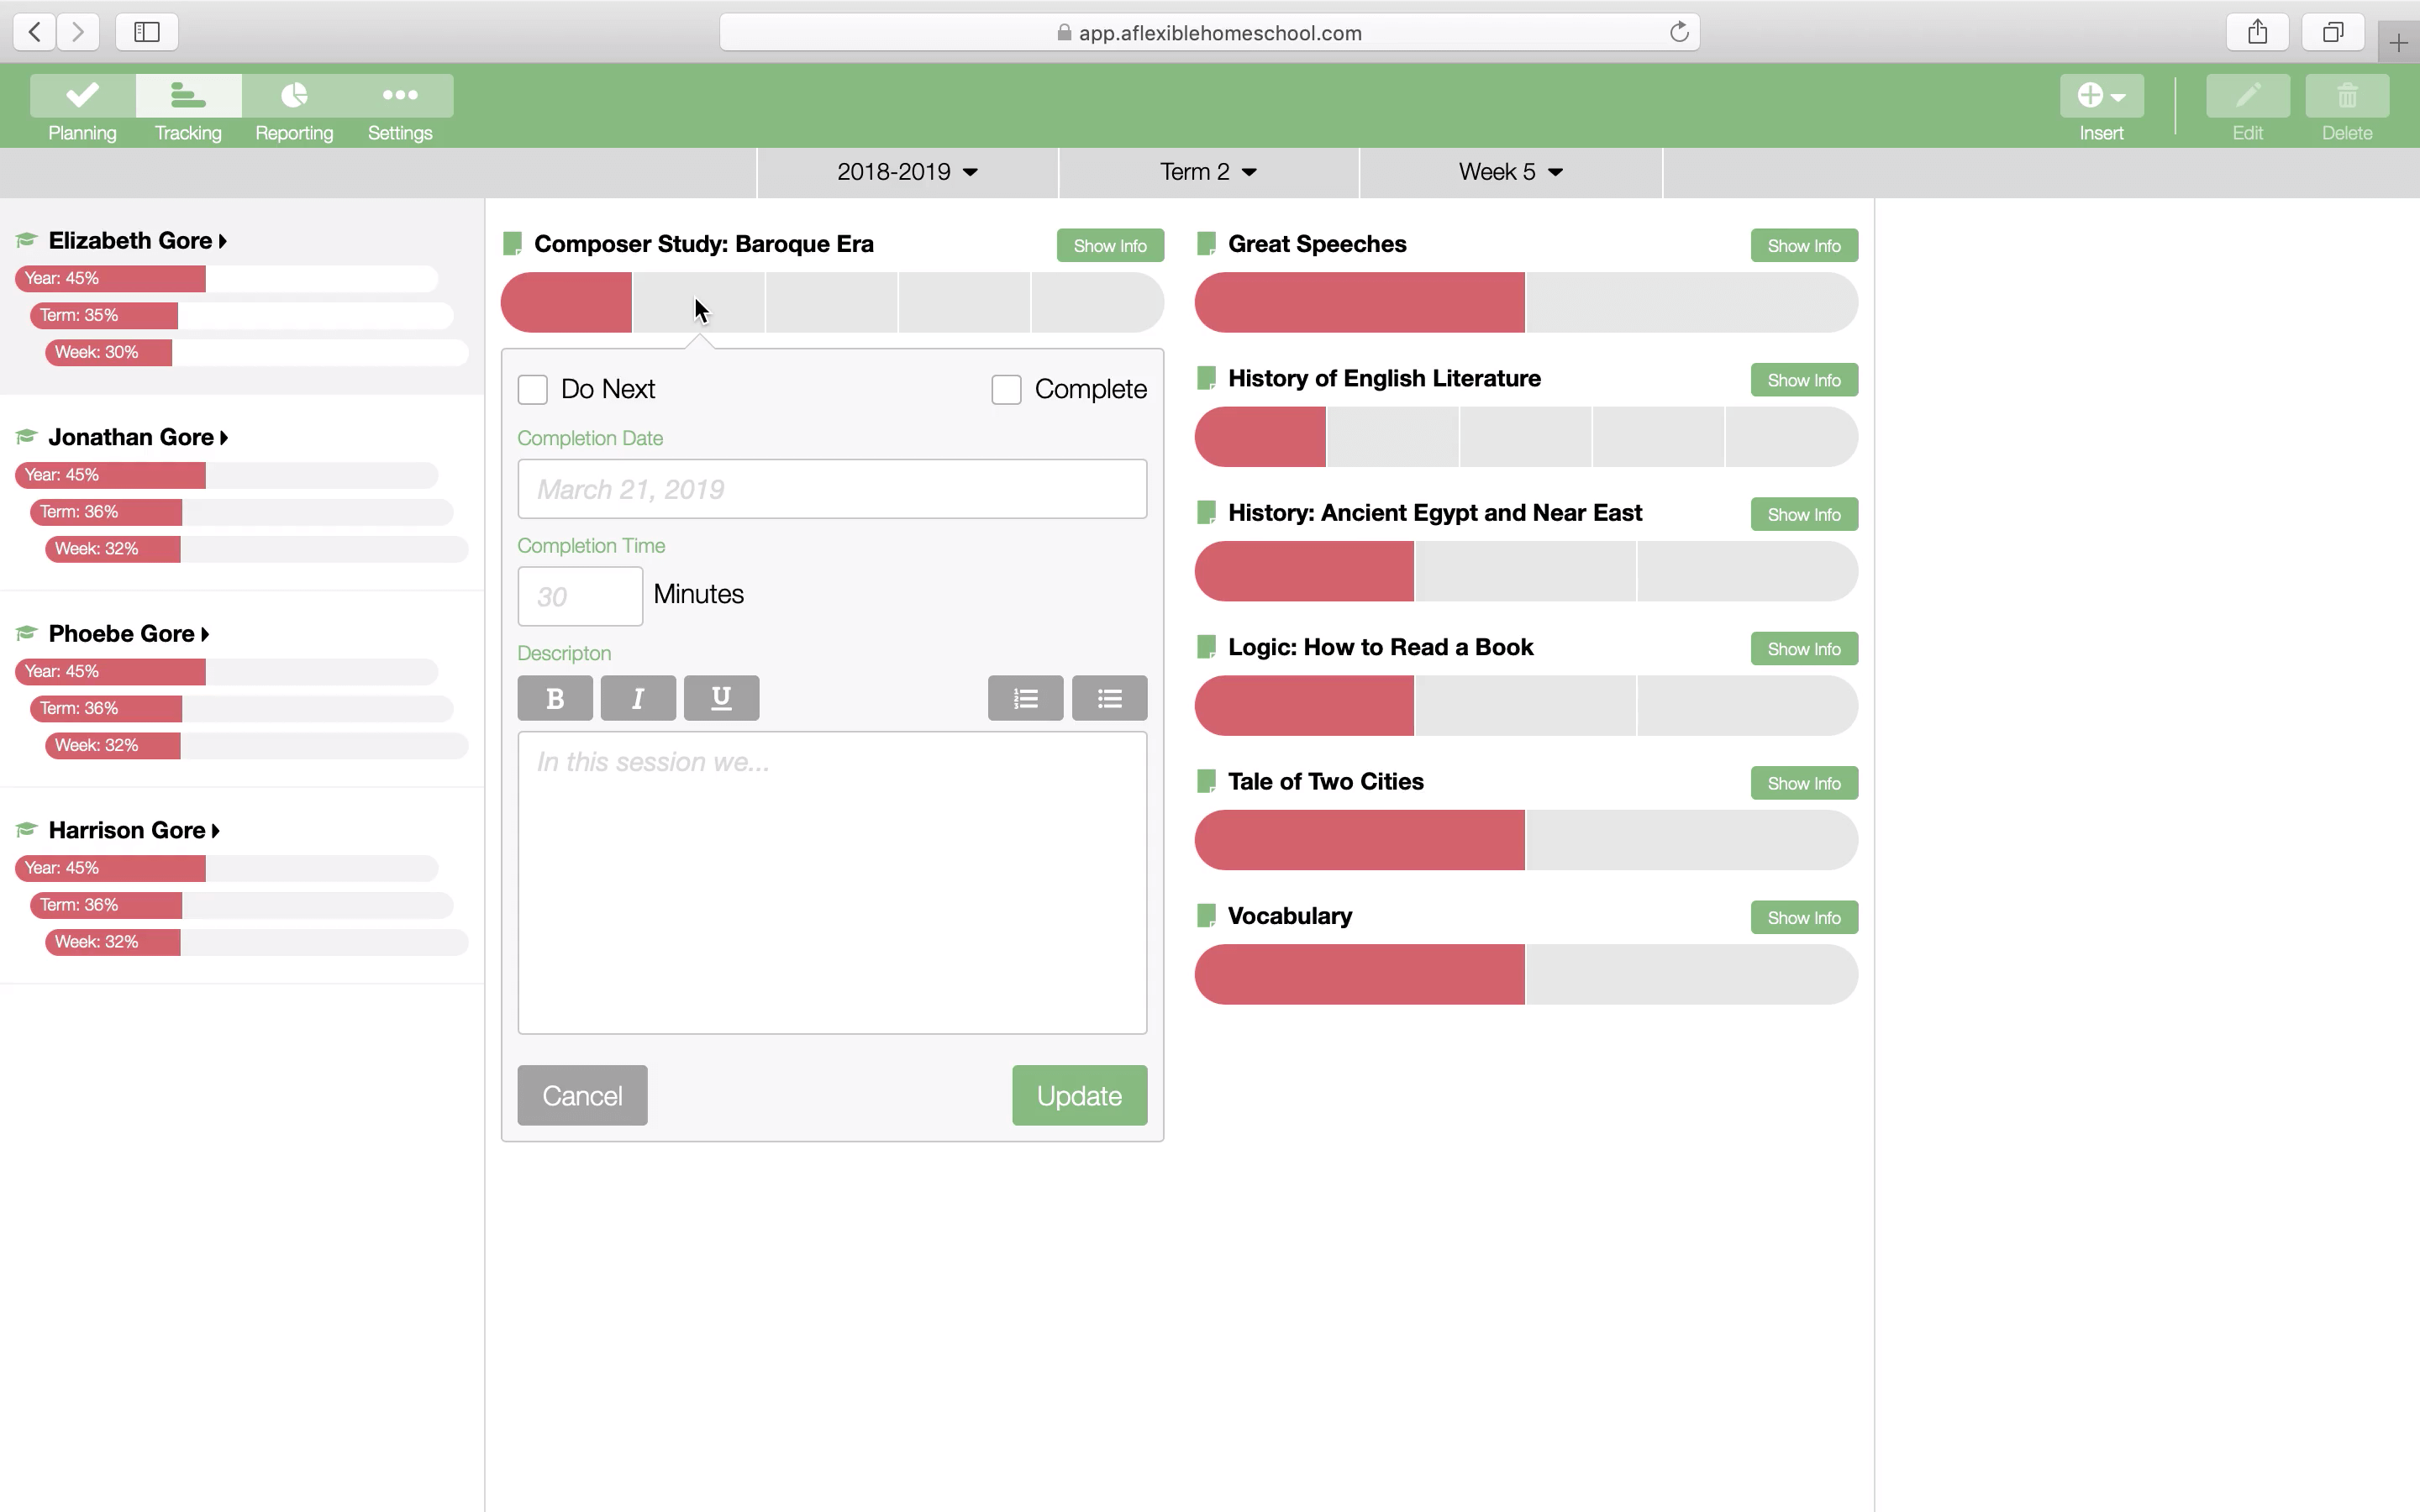 app.aflexiblehomeschool.com
Planning
Tracking
Reporting
Settings
Insert
Edit
Delete
2018-2019
Term 2
Week 5
Elizabeth Gore
Year: 45%
Term: 35%
Week: 30%
Jonathan Gore
Year: 45%
Term: 36%
Week: 32%
Phoebe Gore
Year: 45%
Term: 36%
Week: 32%
Harrison Gore
Year: 45%
Term: 36%
Week: 32%
Composer Study: Baroque Era
Show Info
Do Next
Complete
Completion Date
March 21, 2019
Completion Time
30
Minutes
Descripton
B
I
U
In this session we...
Cancel
Update
Great Speeches
Show Info
History of English Literature
Show Info
History: Ancient Egypt and Near East
Show Info
Logic: How to Read a Book
Show Info
Tale of Two Cities
Show Info
Vocabulary
Show Info